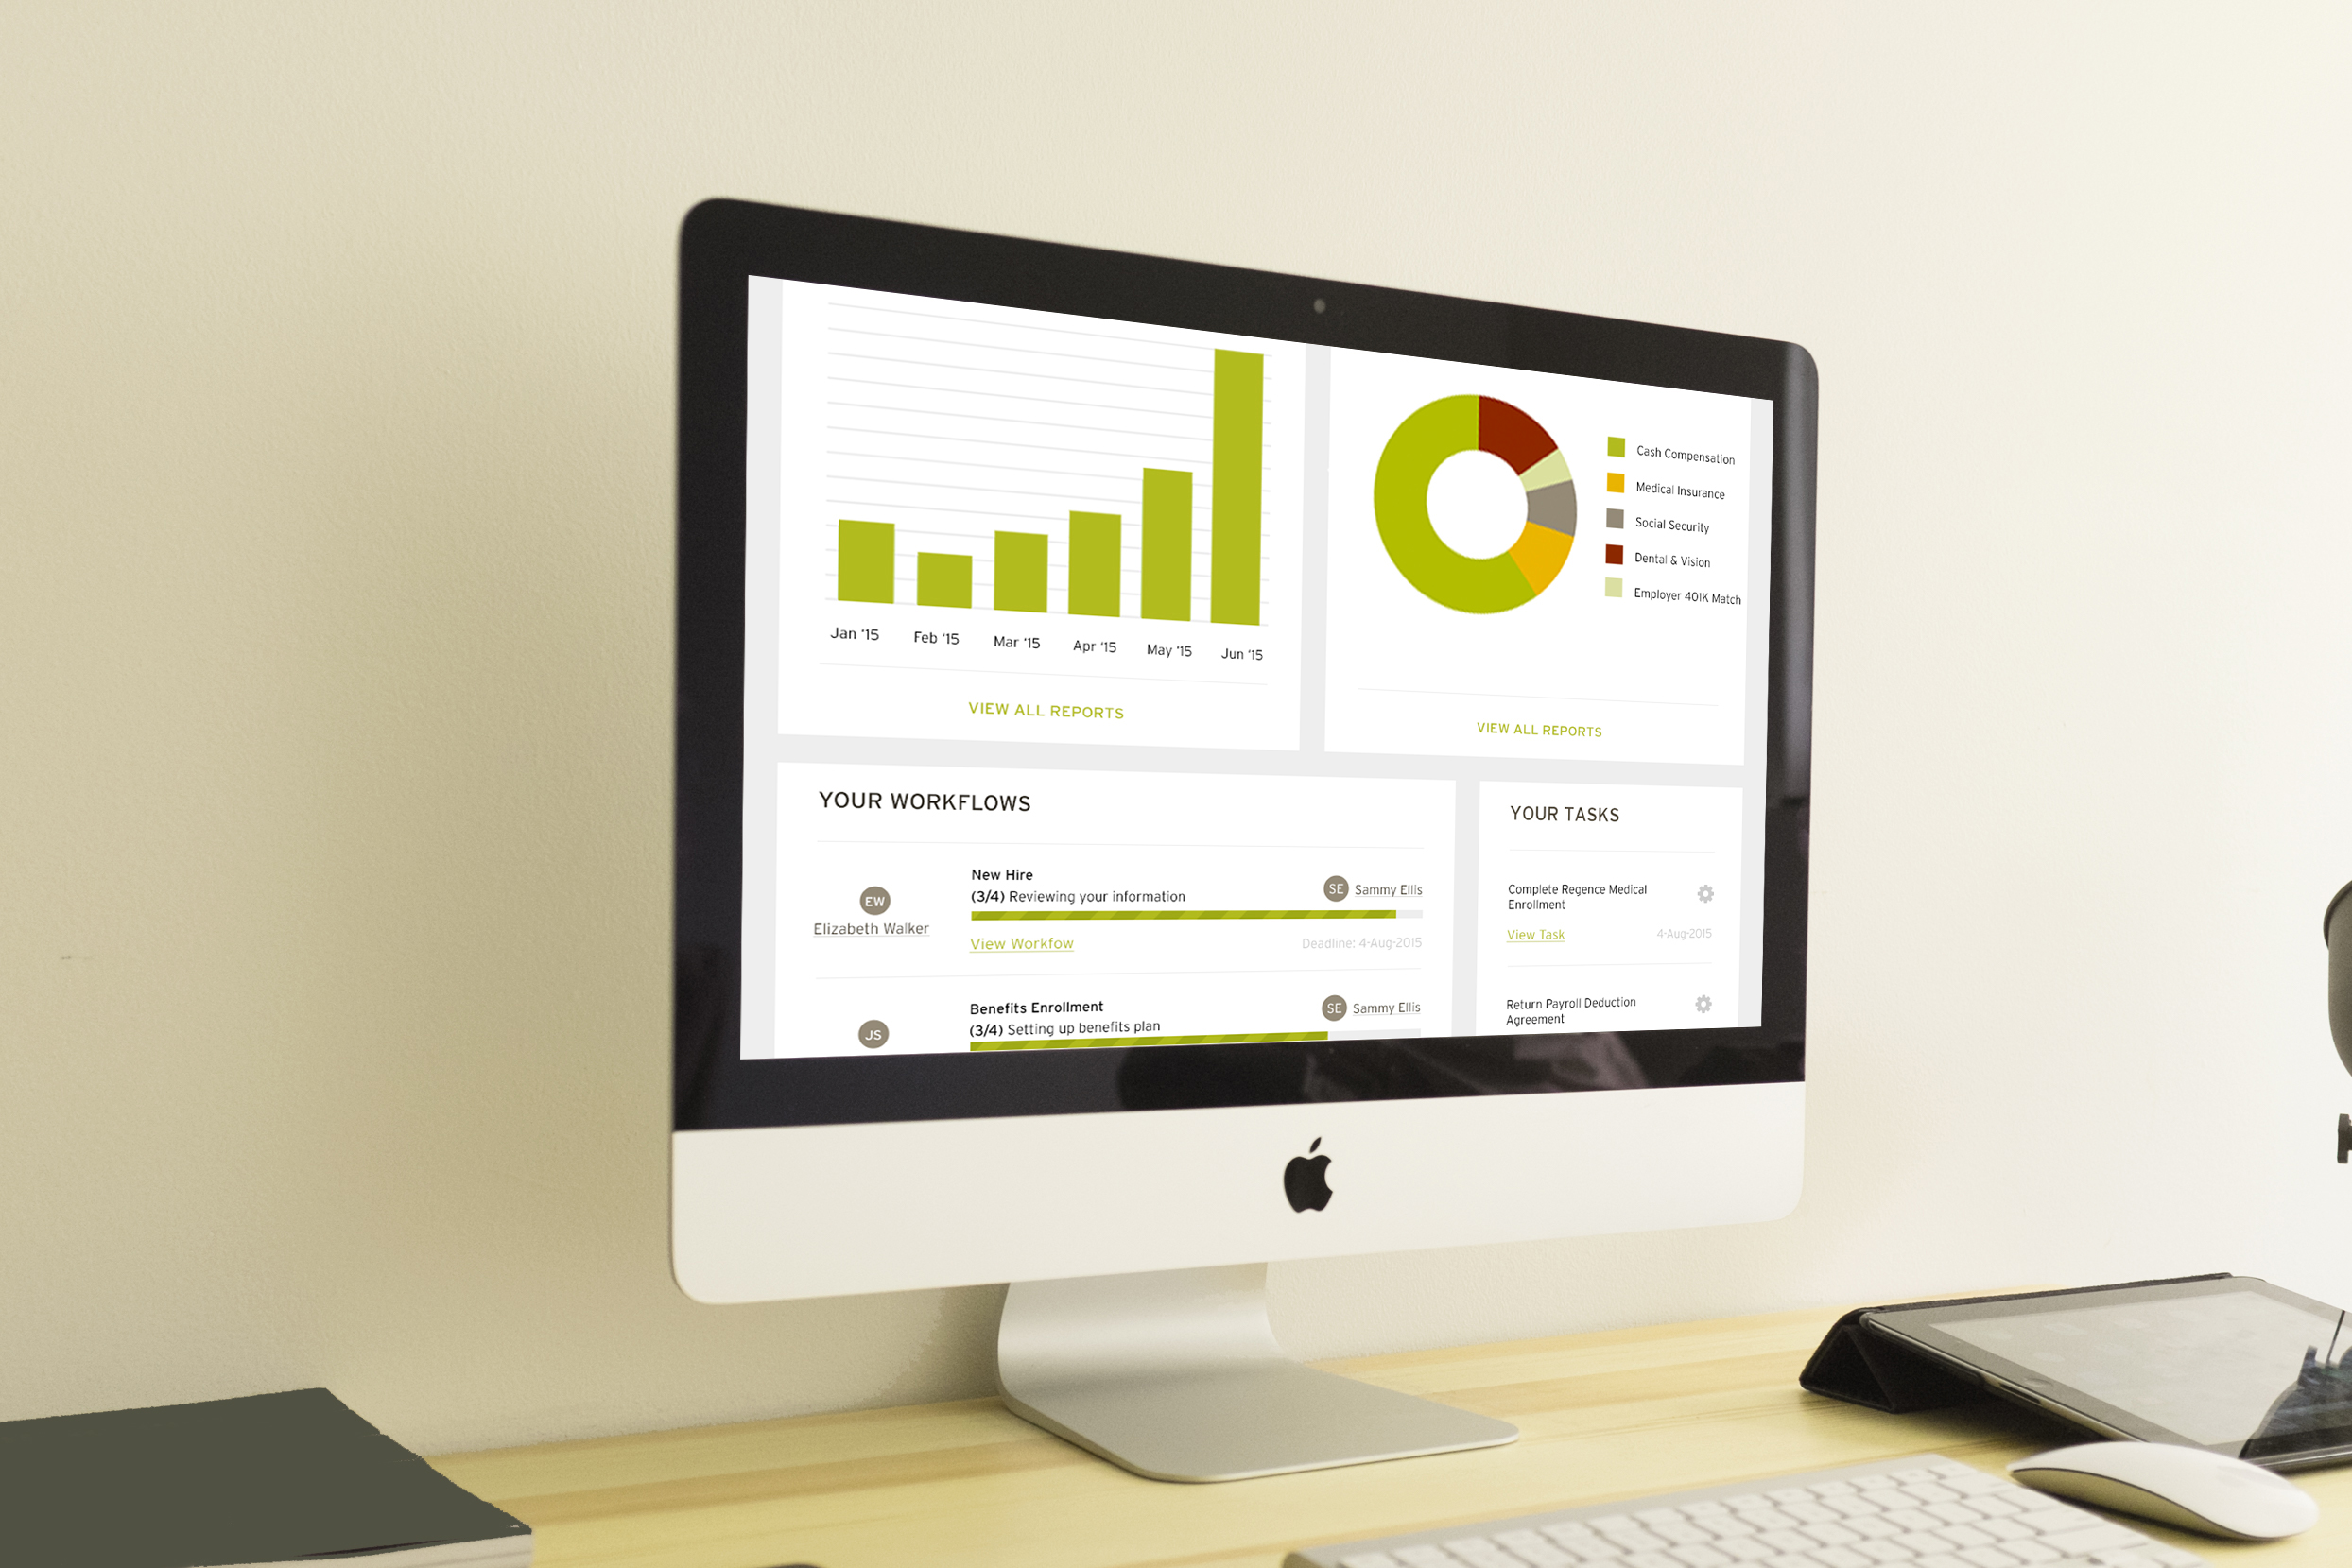 Jan '15
Feb '15
Mar '15
Apr '15
May '15
Jun '15
VIEW ALL REPORTS
Cash Compensation
Medical Insurance
Social Security
Dental & Vision
Employer 401K Match
VIEW ALL REPORTS
YOUR WORKFLOWS
EW
Elizabeth Walker
New Hire
(3/4) Reviewing your information
SE Sammy Ellis
View Workfow
Deadline: 4-Aug-2015
JS
Benefits Enrollment
(3/4) Setting up benefits plan
SE Sammy Ellis
YOUR TASKS
Complete Regence Medical
Enrollment
View Task
4-Aug-2015
Return Payroll Deduction
Agreement